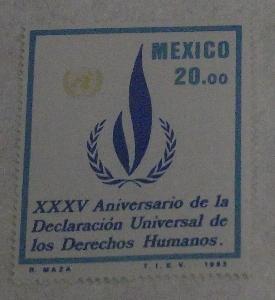 MEXICO
20.00
XXXV Aniversario de la
Declaración Universal de
los Derechos Humanos.
R. MAZA T.I.E.V. 1983